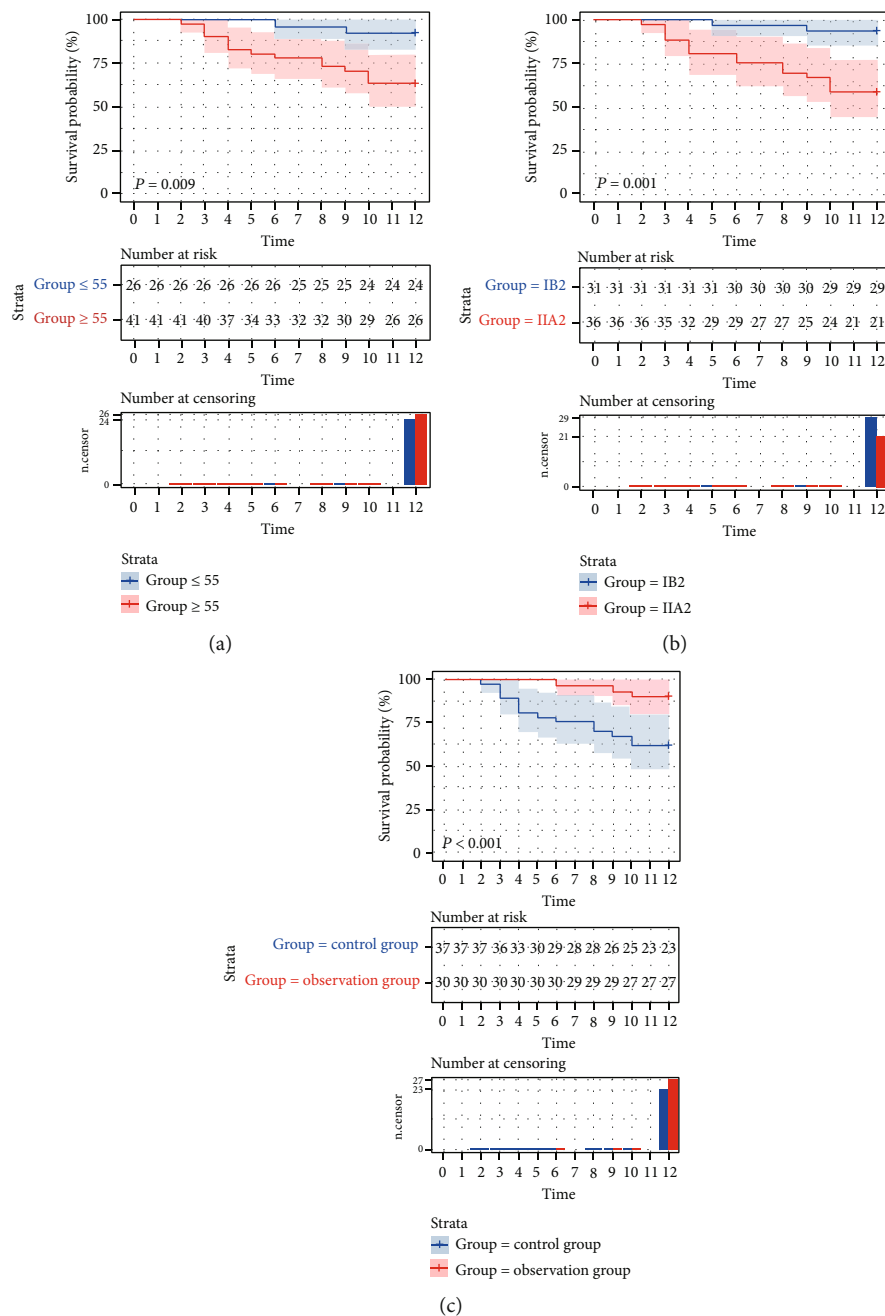 100
75
50
25
0
Survival probability (%)
P = 0.009
0 1 2 3 4 5 6 7 8 9 10 11 12
Time
Number at risk
Strata
Group ≤ 55 26 26 26 26 26 26 26 25 25 25 24 24 24
Group ≥ 55 41 41 41 40 37 34 33 32 32 30 29 26 26
0 1 2 3 4 5 6 7 8 9 10 11 12
Time
Number at censoring
n.censor
26
24
0
0 1 2 3 4 5 6 7 8 9 10 11 12
Time
Strata
Group ≤ 55
Group ≥ 55
(a)
100
75
50
25
0
Survival probability (%)
P = 0.001
0 1 2 3 4 5 6 7 8 9 10 11 12
Time
Number at risk
Strata
Group = IB2 31 31 31 31 31 31 30 30 30 30 29 29 29
Group = IIA2 36 36 36 35 32 29 29 27 27 25 24 21 21
0 1 2 3 4 5 6 7 8 9 10 11 12
Time
Number at censoring
n.censor
29
21
0
0 1 2 3 4 5 6 7 8 9 10 11 12
Time
Strata
Group = IB2
Group = IIA2
(b)
100
75
50
25
0
Survival probability (%)
P < 0.001
0 1 2 3 4 5 6 7 8 9 10 11 12
Time
Number at risk
Strata
Group = control group 37 37 37 36 33 30 29 28 28 26 25 23 23
Group = observation group 30 30 30 30 30 30 30 29 29 29 27 27 27
0 1 2 3 4 5 6 7 8 9 10 11 12
Time
Number at censoring
n.censor
27
23
0
0 1 2 3 4 5 6 7 8 9 10 11 12
Time
Strata
Group = control group
Group = observation group
(c)